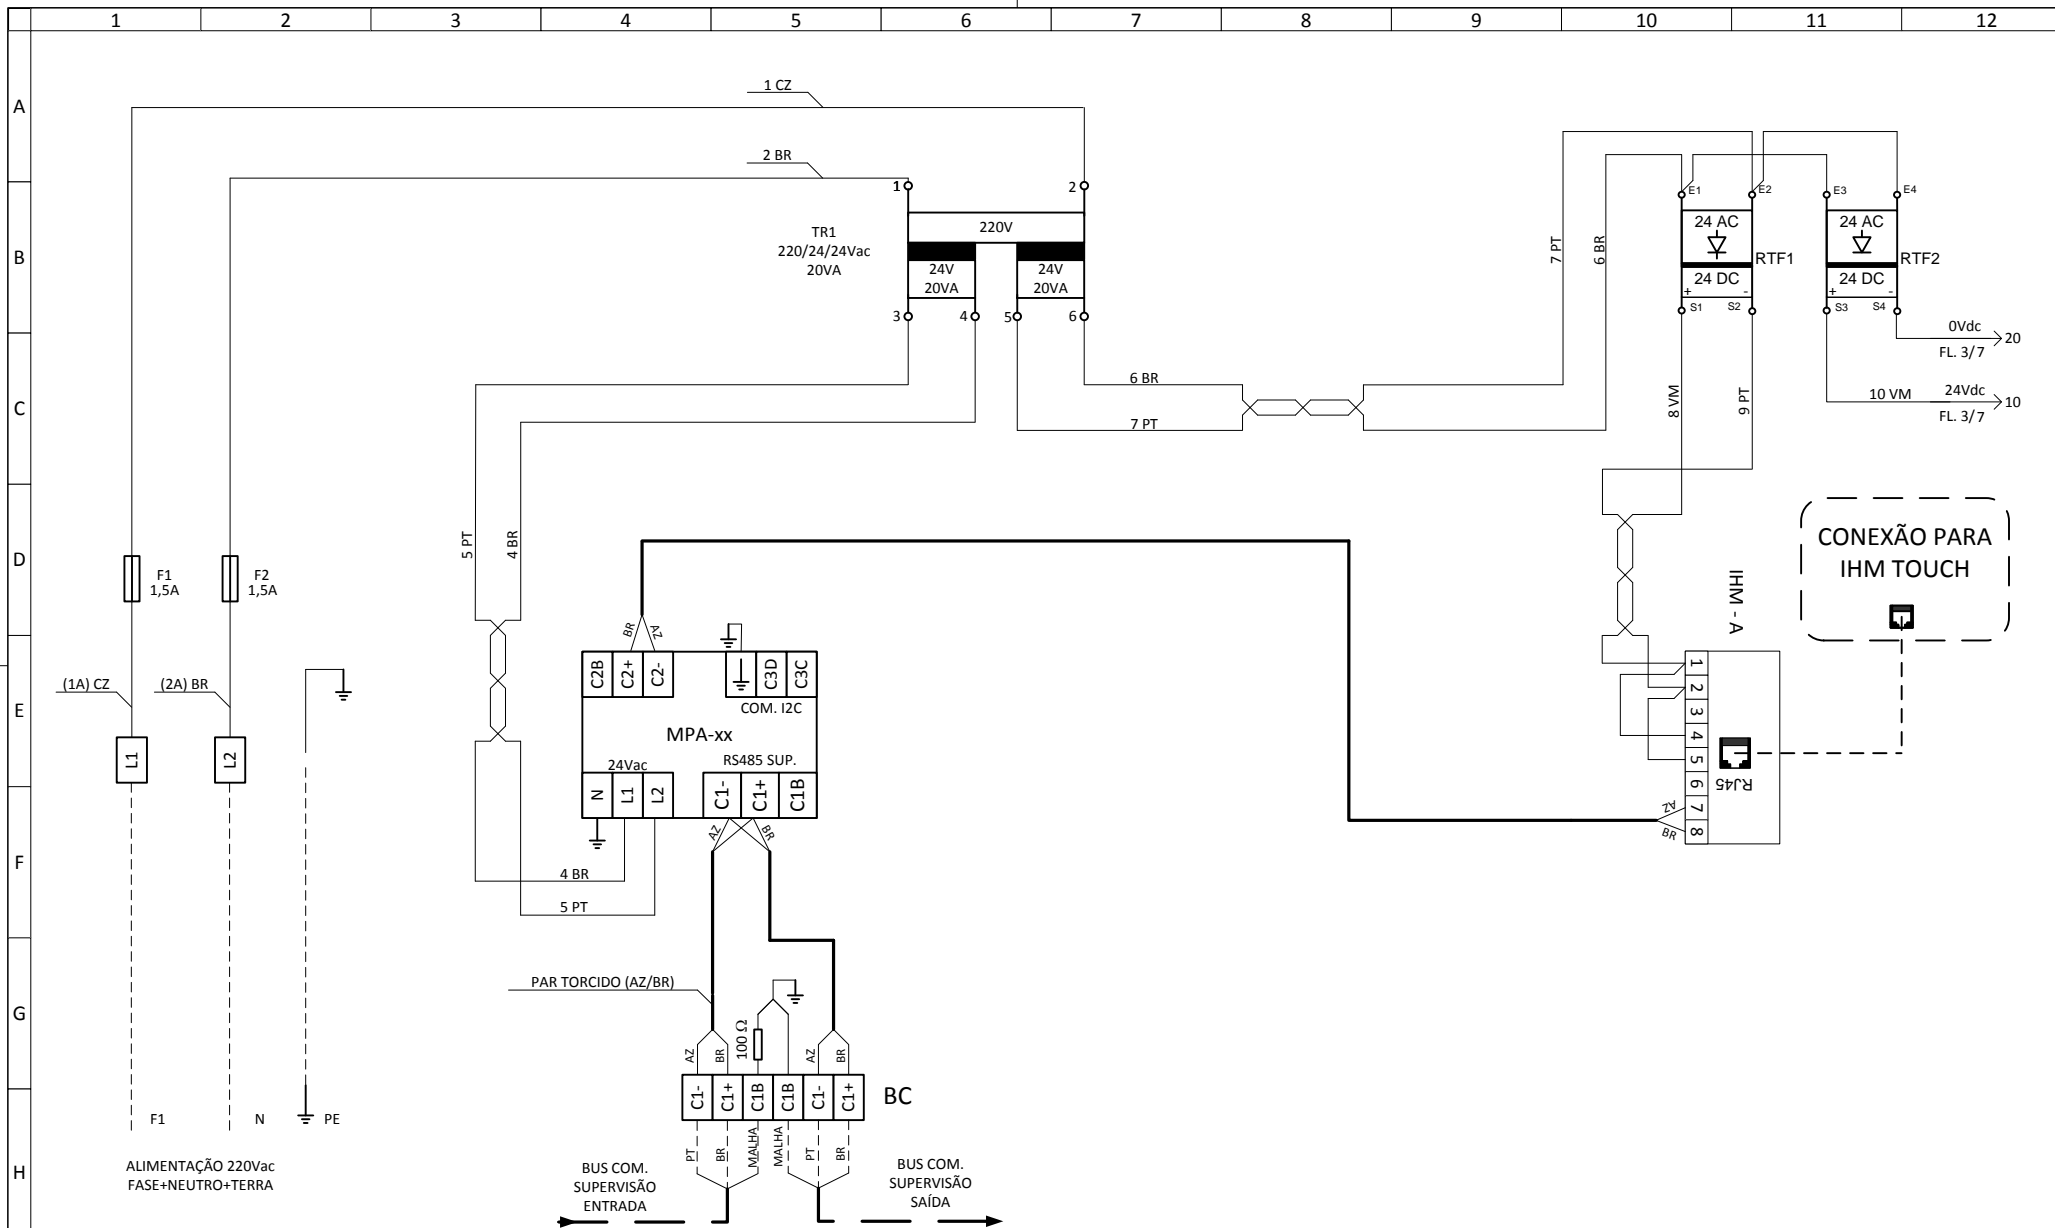 1 2 3 4 5 6 7 8 9 10 11 12
A
1 CZ
2 BR
B
1 2
TR1
220/24/24Vac
20VA
220V
24V
20VA
24V
20VA
3 4 5 6
7 PT
6 BR
E1 E2
24 AC
24 DC
+ -
S1 S2
RTF1
E3 E4
24 AC
24 DC
+ -
S3 S4
RTF2
0Vdc
FL. 3/7
20
C
6 BR
7 PT
8 VM
9 PT
10 VM
24Vdc
FL. 3/7
10
D
F1
1,5A
F2
1,5A
5 PT
4 BR
CONEXÃO PARA
IHM TOUCH
IHM - A
E
(1A) CZ
(2A) BR
L1
L2
BR
AZ
C2B
C2+
C2-
C3D
C3C
COM. I2C
MPA-xx
24Vac
RS485 SUP.
N
L1
L2
C1-
C1+
C1B
1
2
3
4
5
6
7
8
RJ45
AZ
BR
F
AZ
BR
4 BR
5 PT
G
PAR TORCIDO (AZ/BR)
100 Ω
AZ
BR
AZ
BR
C1-
C1+
C1B
C1B
C1-
C1+
BC
H
F1
N
PE
ALIMENTAÇÃO 220Vac
FASE+NEUTRO+TERRA
PT
BR
MALHA
MALHA
PT
BR
BUS COM.
SUPERVISÃO
ENTRADA
BUS COM.
SUPERVISÃO
SAÍDA